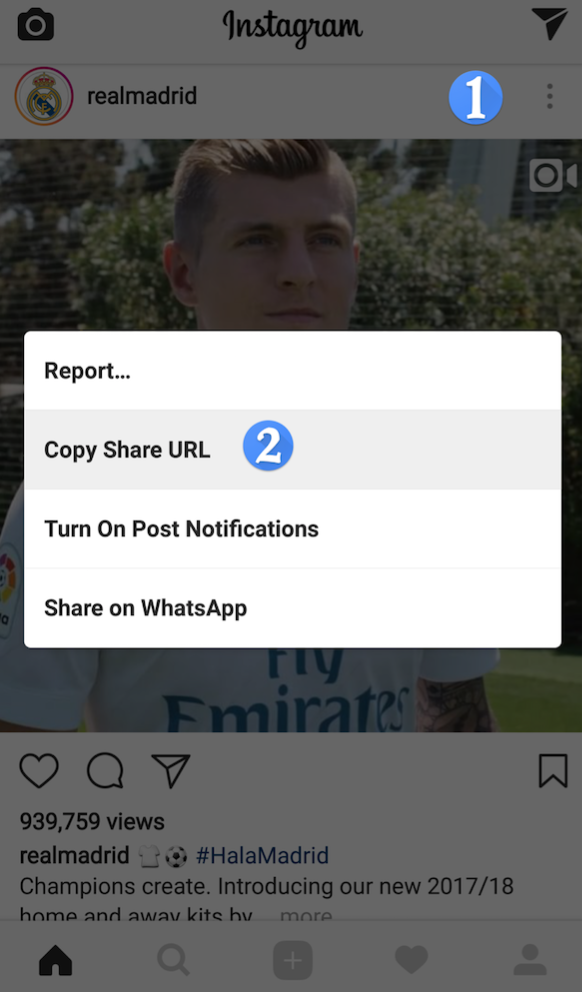 Instagram
realmadrid
1
Report...
Copy Share URL
2
Turn On Post Notifications
Share on WhatsApp
Fly
Emirates
939,759 views
realmadrid 👕⚽ #HalaMadrid
Champions create. Introducing our new 2017/18
home and away kits by ... more